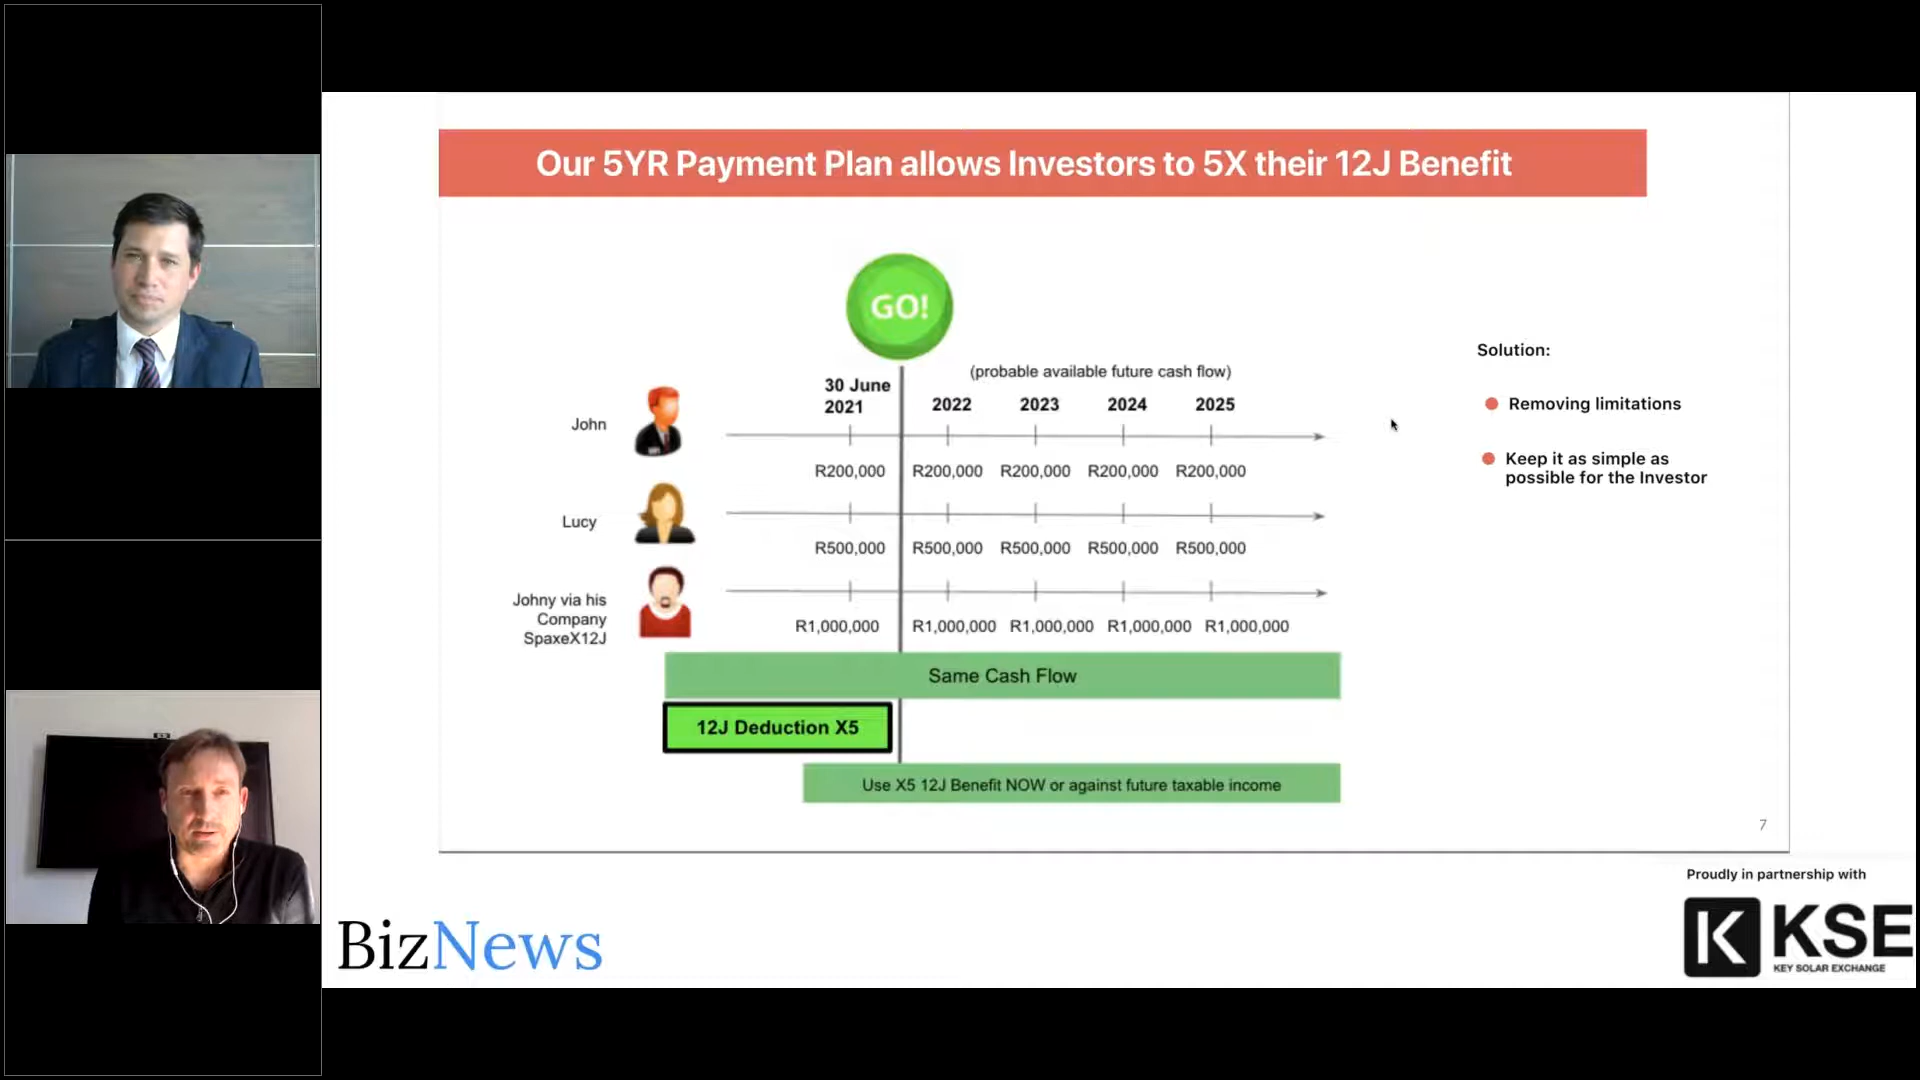 Our 5YR Payment Plan allows Investors to 5X their 12J Benefit
GO!
(probable available future cash flow)
30 June
2021
2022 2023 2024 2025
John
R200,000 R200,000 R200,000 R200,000 R200,000
Lucy
R500,000 R500,000 R500,000 R500,000 R500,000
Johny via his
Company
SpaxeX12J
R1,000,000 R1,000,000 R1,000,000 R1,000,000 R1,000,000
Same Cash Flow
12J Deduction X5
Use X5 12J Benefit NOW or against future taxable income
Solution:
Removing limitations
Keep it as simple as
possible for the Investor
7
BizNews
Proudly in partnership with
K KSE
KEY SOLAR EXCHANGE